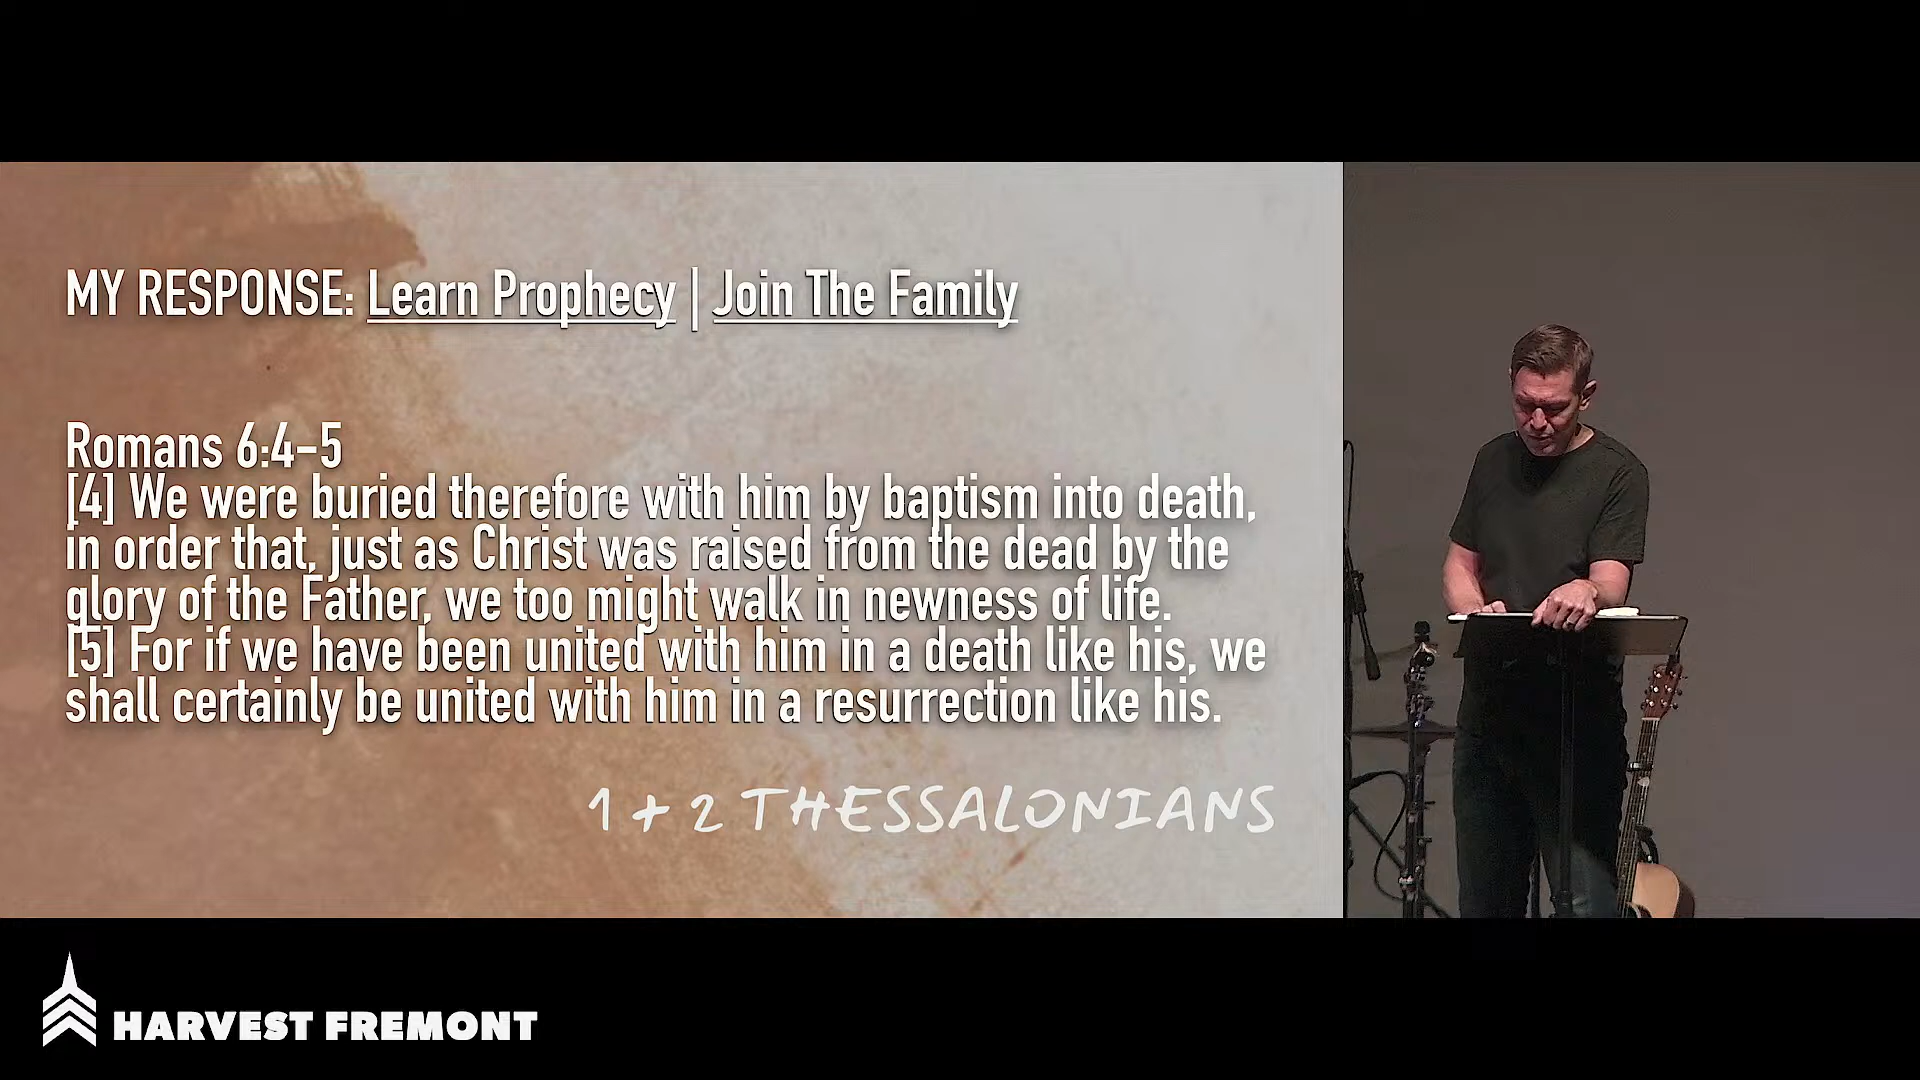 MY RESPONSE: Learn Prophecy | Join The Family
Romans 6:4–5
[4] We were buried therefore with him by baptism into death,
in order that, just as Christ was raised from the dead by the
glory of the Father, we too might walk in newness of life.
[5] For if we have been united with him in a death like his, we
shall certainly be united with him in a resurrection like his.
1 + 2 THESSALONIANS
HARVEST FREMONT